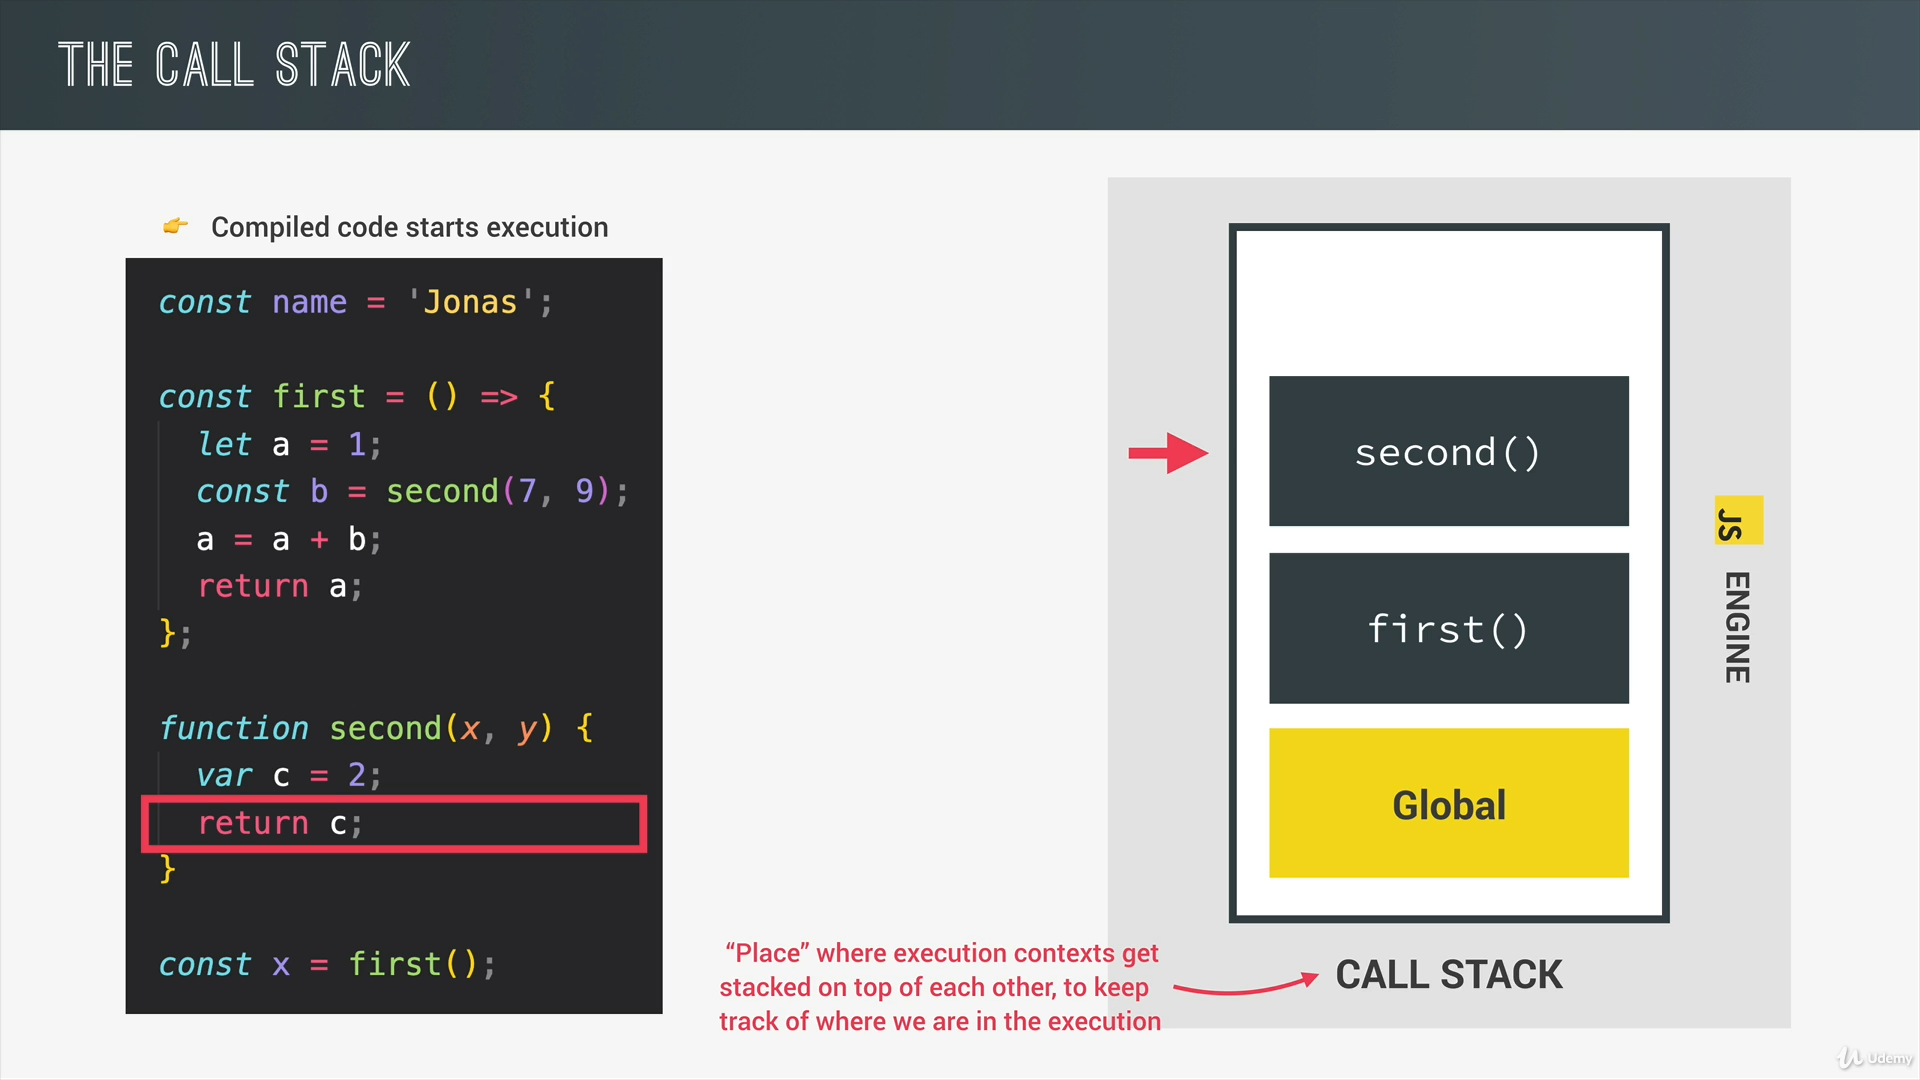 THE CALL STACK
👉 Compiled code starts execution
const name = 'Jonas';
const first = () => {
let a = 1;
const b = second(7, 9);
a = a + b;
return a;
};
function second(x, y) {
var c = 2;
return c;
}
const x = first();
second()
first()
Global
CALL STACK
JS ENGINE
“Place” where execution contexts get
stacked on top of each other, to keep
track of where we are in the execution
Udemy